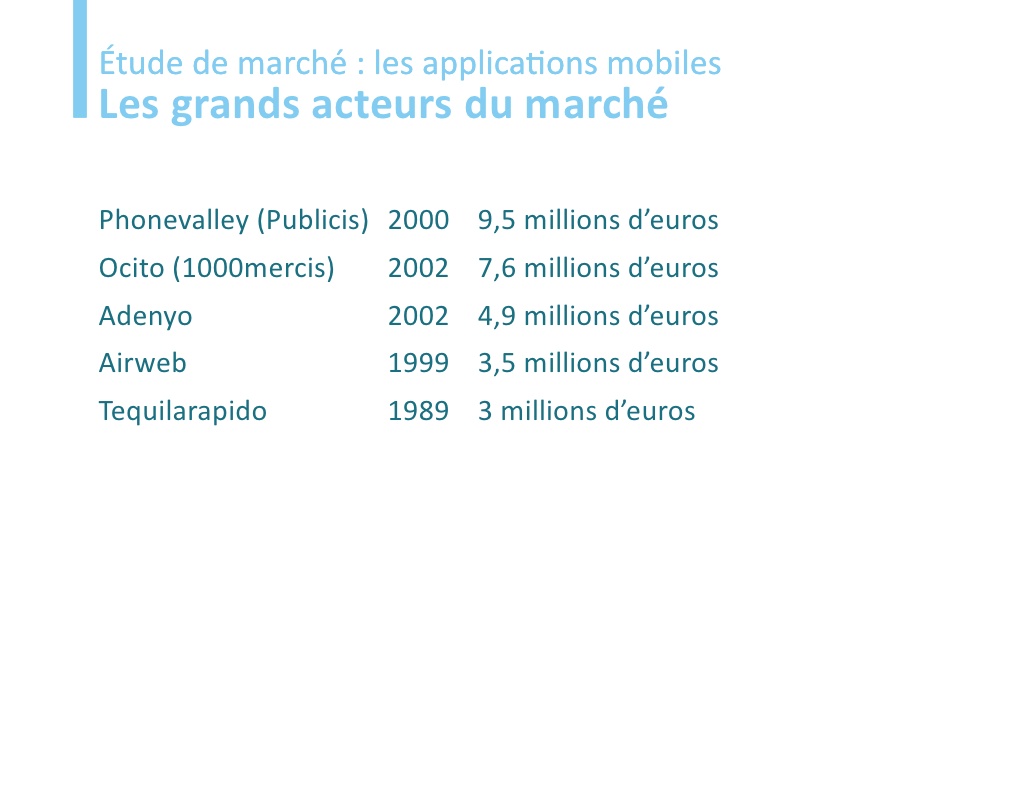 Étude de marché : les applications mobiles
Les grands acteurs du marché
Phonevalley (Publicis) 2000 9,5 millions d’euros
Ocito (1000mercis) 2002 7,6 millions d’euros
Adenyo 2002 4,9 millions d’euros
Airweb 1999 3,5 millions d’euros
Tequilarapido 1989 3 millions d’euros